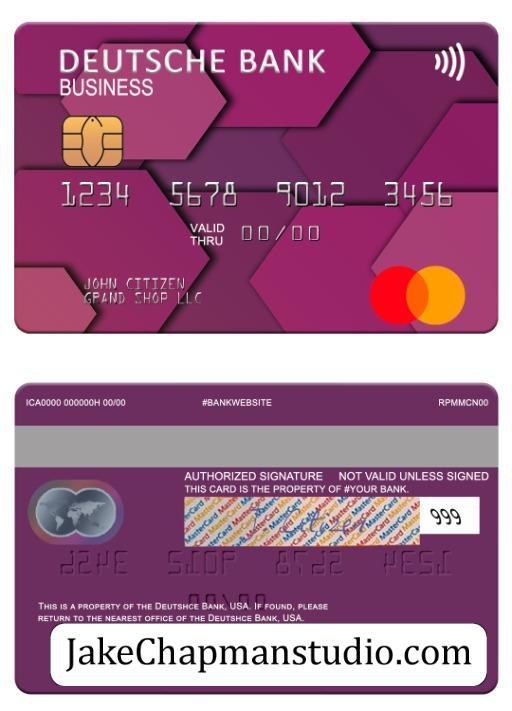 DEUTSCHE BANK
BUSINESS
1234 5678 9012 3456
VALID THRU 00/00
JOHN CITIZEN
GRAND SHOP LLC
ICA0000 000000H 00/00 #BANKWEBSITE RPMMCN00
AUTHORIZED SIGNATURE NOT VALID UNLESS SIGNED
THIS CARD IS THE PROPERTY OF #YOUR BANK.
MasterCard MasterCard MasterCard
999
THIS IS A PROPERTY OF THE DEUTSHCE BANK, USA. IF FOUND, PLEASE
RETURN TO THE NEAREST OFFICE OF THE DEUTSHCE BANK, USA.
JakeChapmanstudio.com